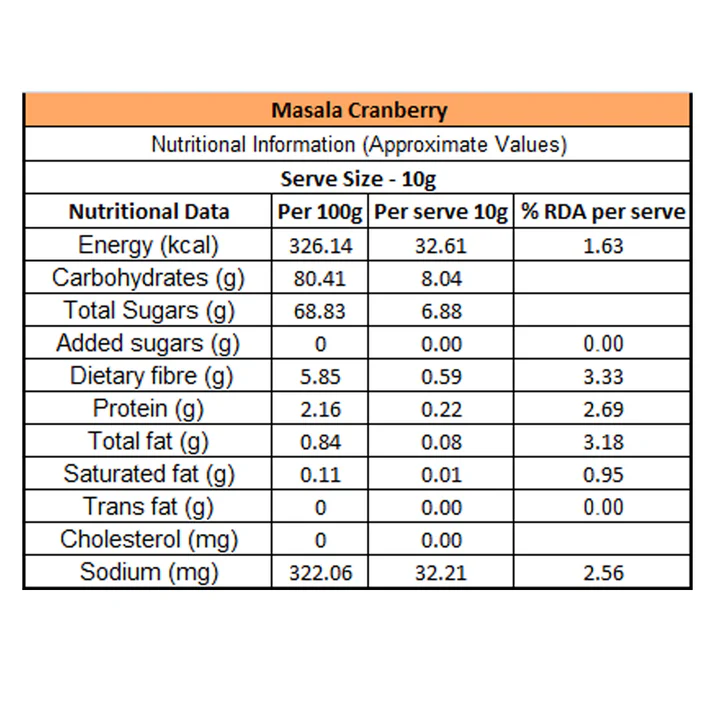 Masala Cranberry
Nutritional Information (Approximate Values)
Serve Size - 10g
Nutritional Data Per 100g Per serve 10g % RDA per serve
Energy (kcal) 326.14 32.61 1.63
Carbohydrates (g) 80.41 8.04
Total Sugars (g) 68.83 6.88
Added sugars (g) 0 0.00 0.00
Dietary fibre (g) 5.85 0.59 3.33
Protein (g) 2.16 0.22 2.69
Total fat (g) 0.84 0.08 3.18
Saturated fat (g) 0.11 0.01 0.95
Trans fat (g) 0 0.00 0.00
Cholesterol (mg) 0 0.00
Sodium (mg) 322.06 32.21 2.56